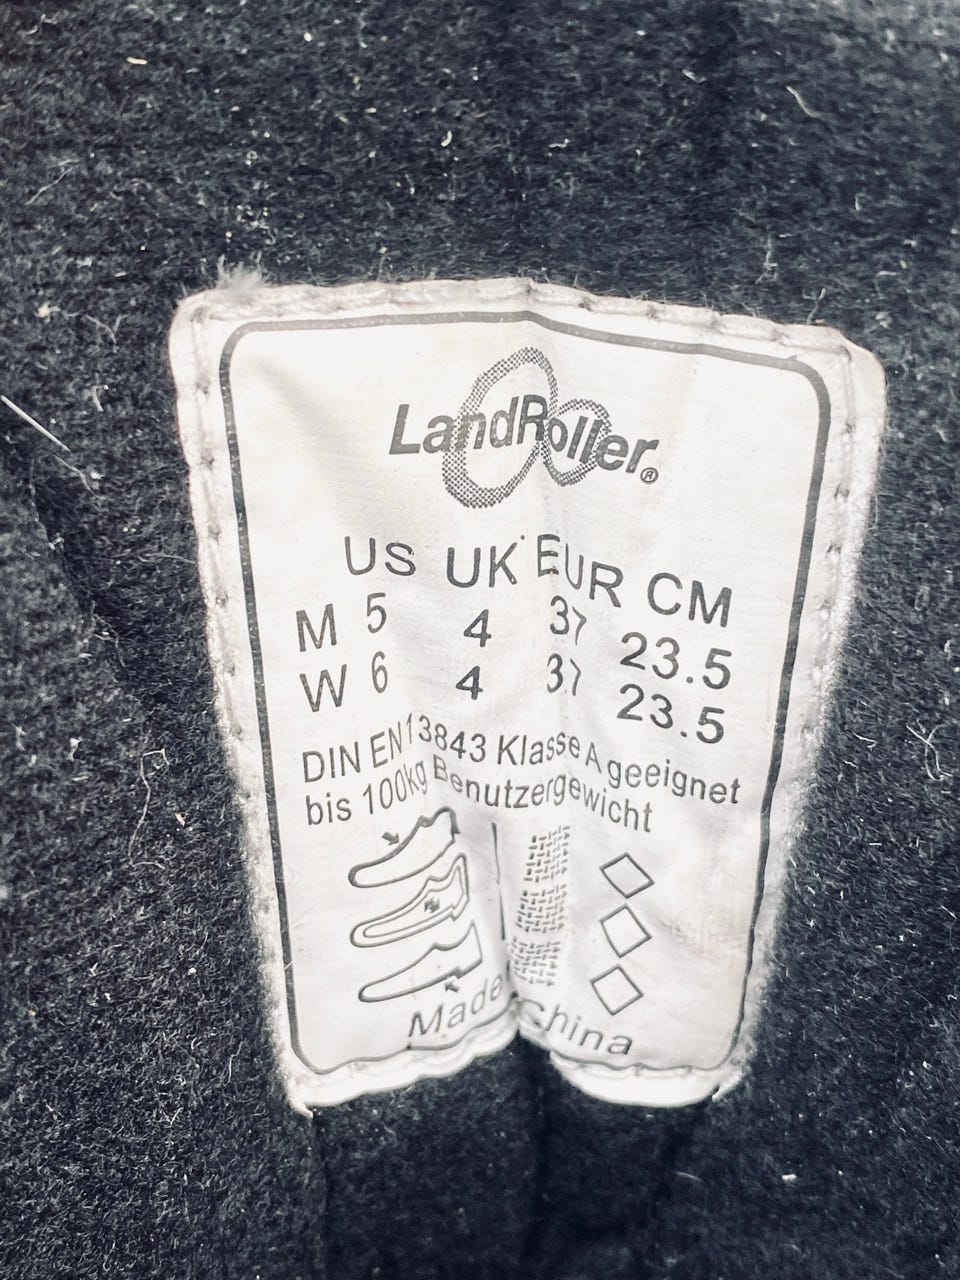 LandRoller®
US UK EUR CM
M 5 4 37 23.5
W 6 4 37 23.5
DIN EN13843 Klasse A geeignet
bis 100kg Benutzergewicht
Made China